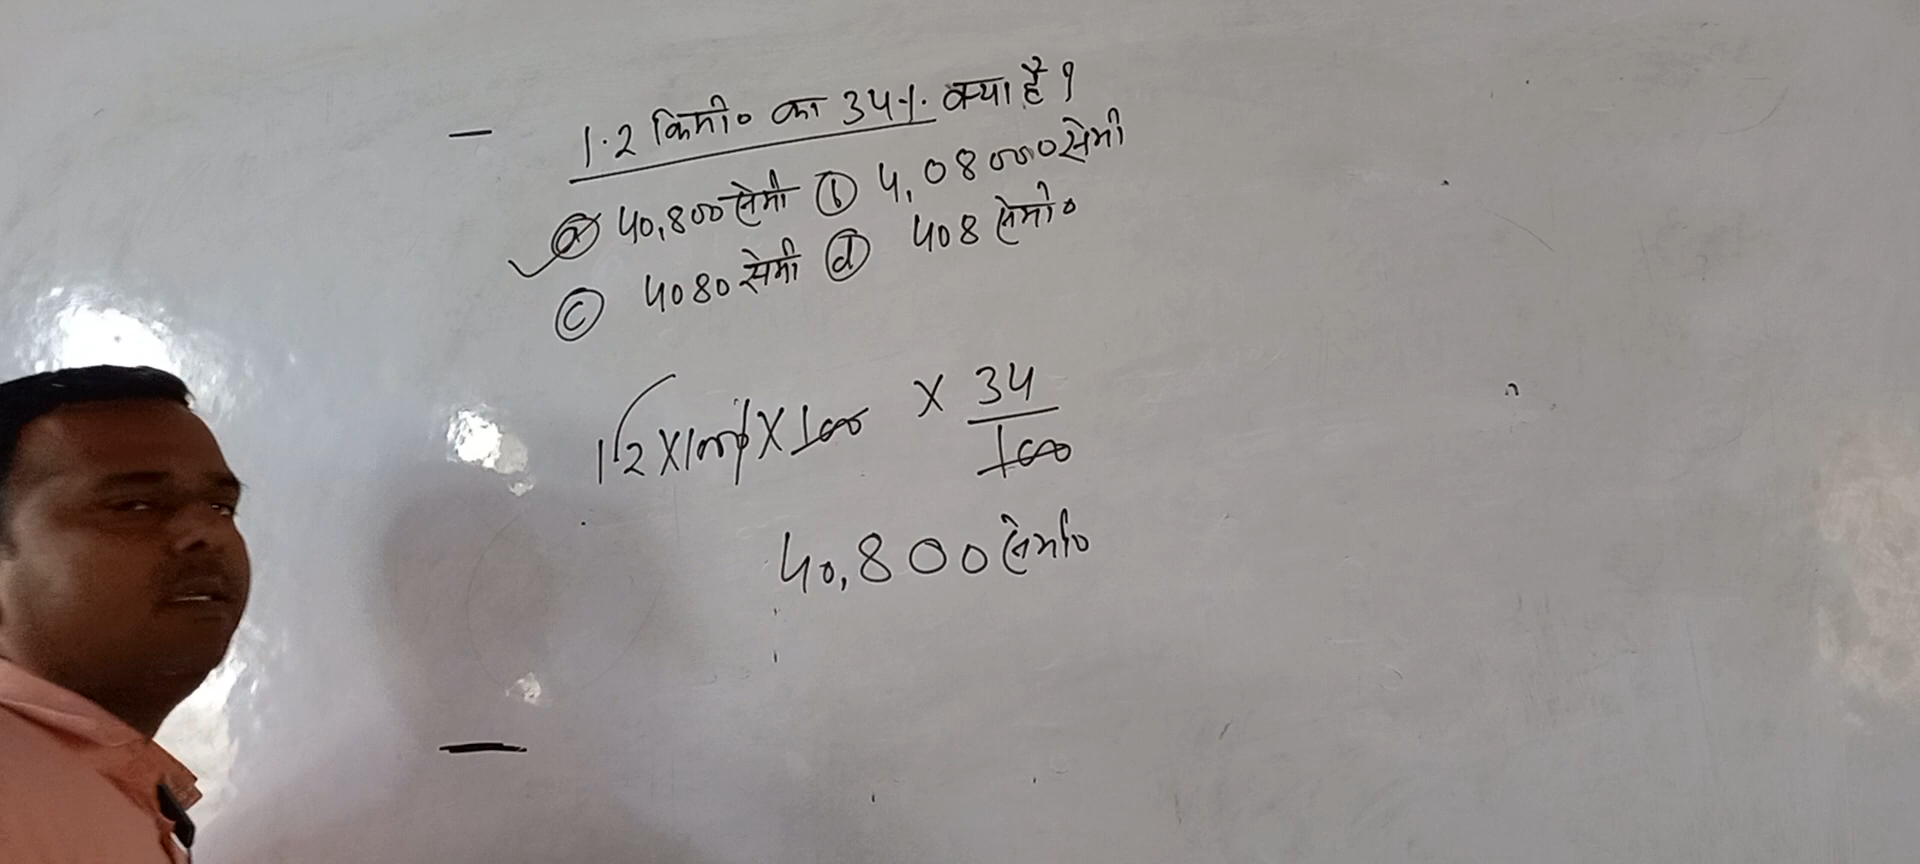 1.2 किमी० का 34% क्या है ?
(a) 40,800 सेमी (b) 4,08000 सेमी
(c) 4080 सेमी (d) 408 सेमी०
1.2 X 1000 X 100 X 34/100
40,800 सेमी०